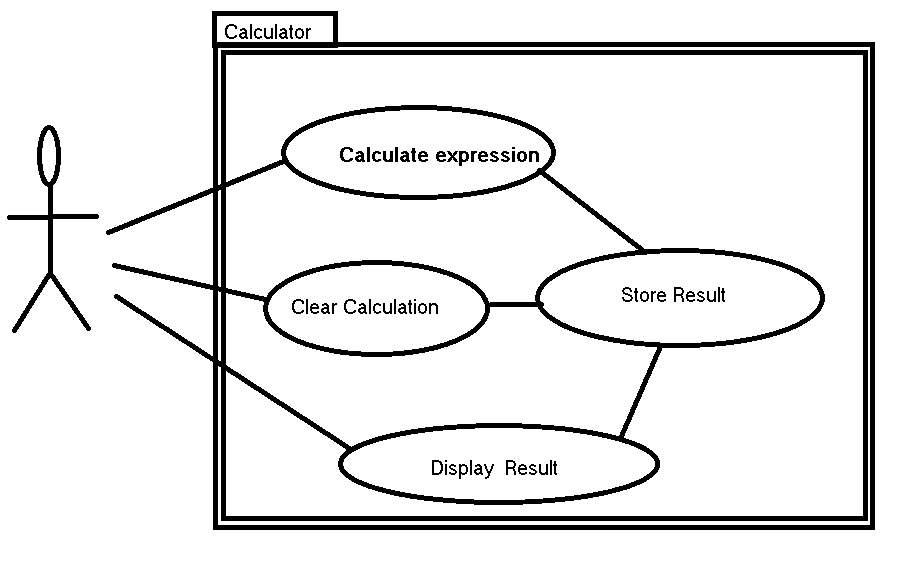 Calculator
Calculate expression
Clear Calculation
Store Result
Display Result